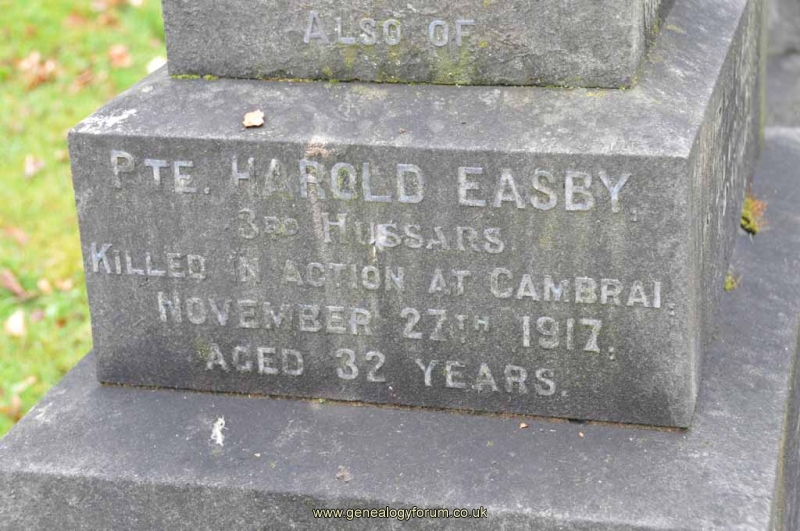 ALSO OF
PTE. HAROLD EASBY,
3RD HUSSARS.
KILLED IN ACTION AT CAMBRAI,
NOVEMBER 27TH 1917,
AGED 32 YEARS.
www.genealogyforum.co.uk